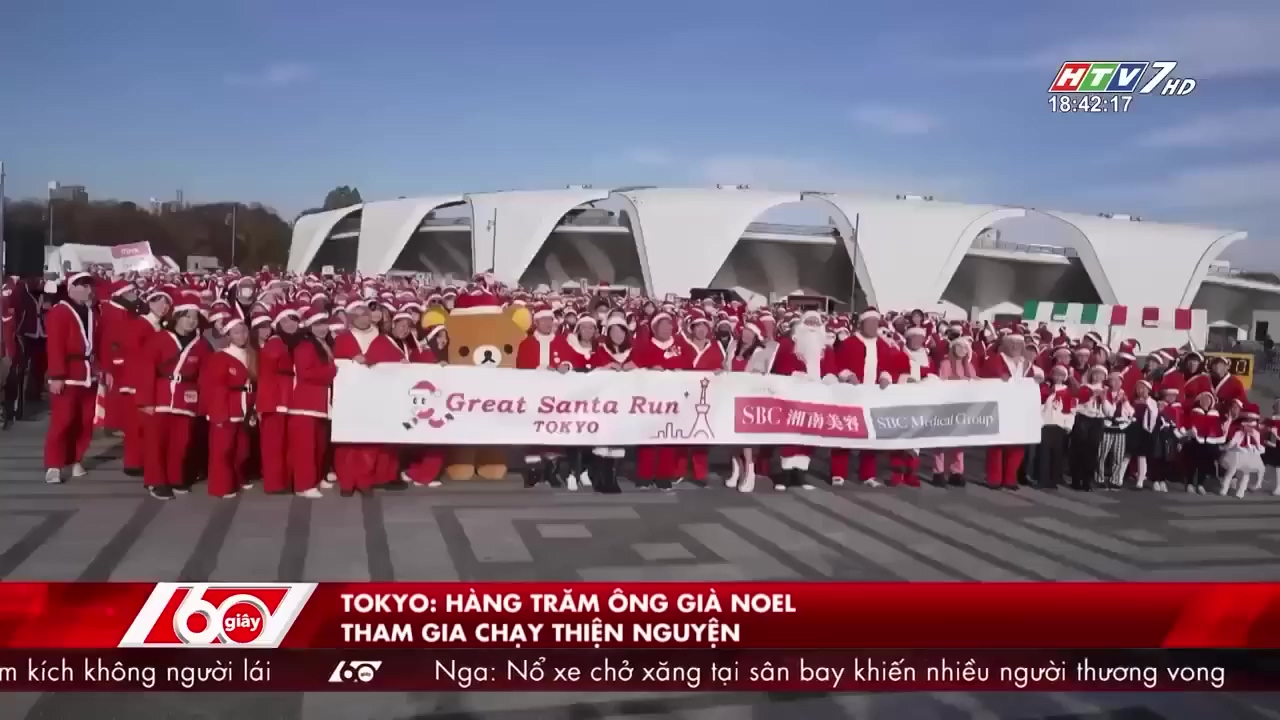 HTV7 HD
18:42:17
Great Santa Run
TOKYO
SBC 湘南美容
SBC Medical Group
60 giây
TOKYO: HÀNG TRĂM ÔNG GIÀ NOEL
THAM GIA CHẠY THIỆN NGUYỆN
m kích không người lái
60 giây
Nga: Nổ xe chở xăng tại sân bay khiến nhiều người thương vong